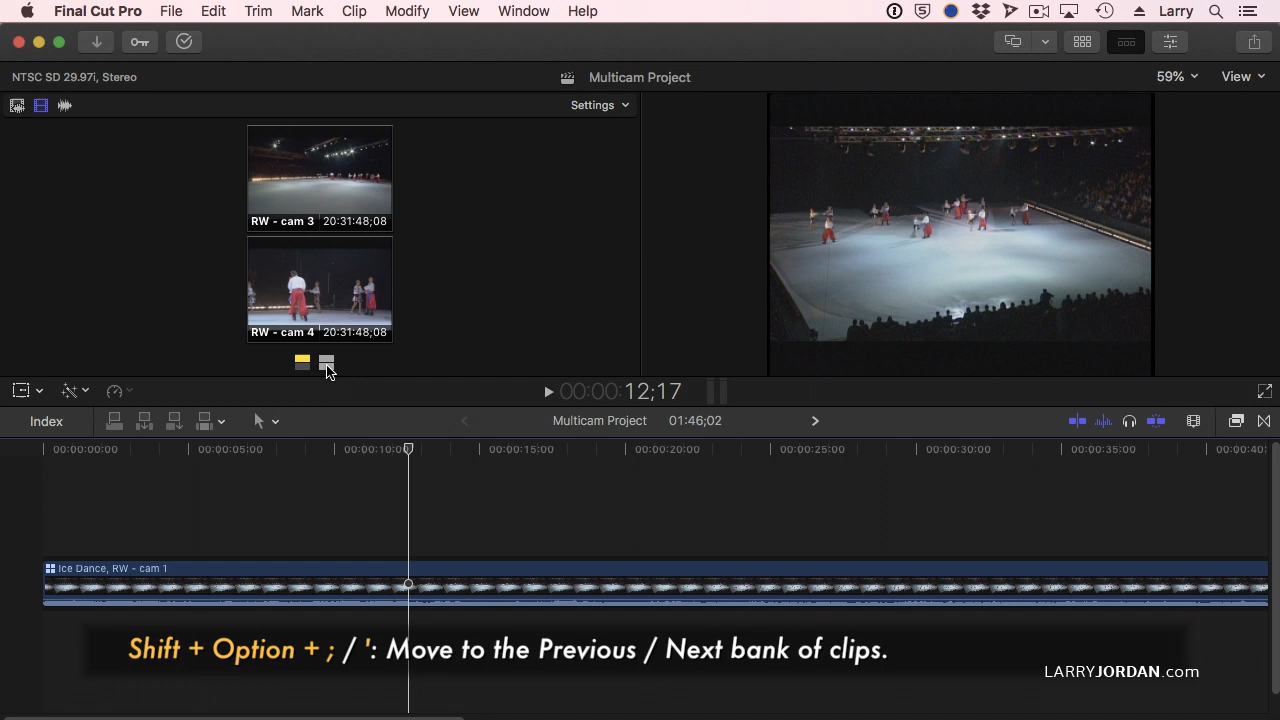 Final Cut Pro File Edit Trim Mark Clip Modify View Window Help Larry
NTSC SD 29.97i, Stereo Multicam Project 59% View
Settings
RW - cam 3 20:31:48;08
RW - cam 4 20:31:48;08
00:00:12;17
Index Multicam Project 01:46;02
00:00:00:00 00:00:05:00 00:00:10:00 00:00:15:00 00:00:20:00 00:00:25:00 00:00:30:00 00:00:35:00 00:00:40:
Ice Dance, RW - cam 1
Shift + Option + ; / ': Move to the Previous / Next bank of clips.
LARRYJORDAN.com